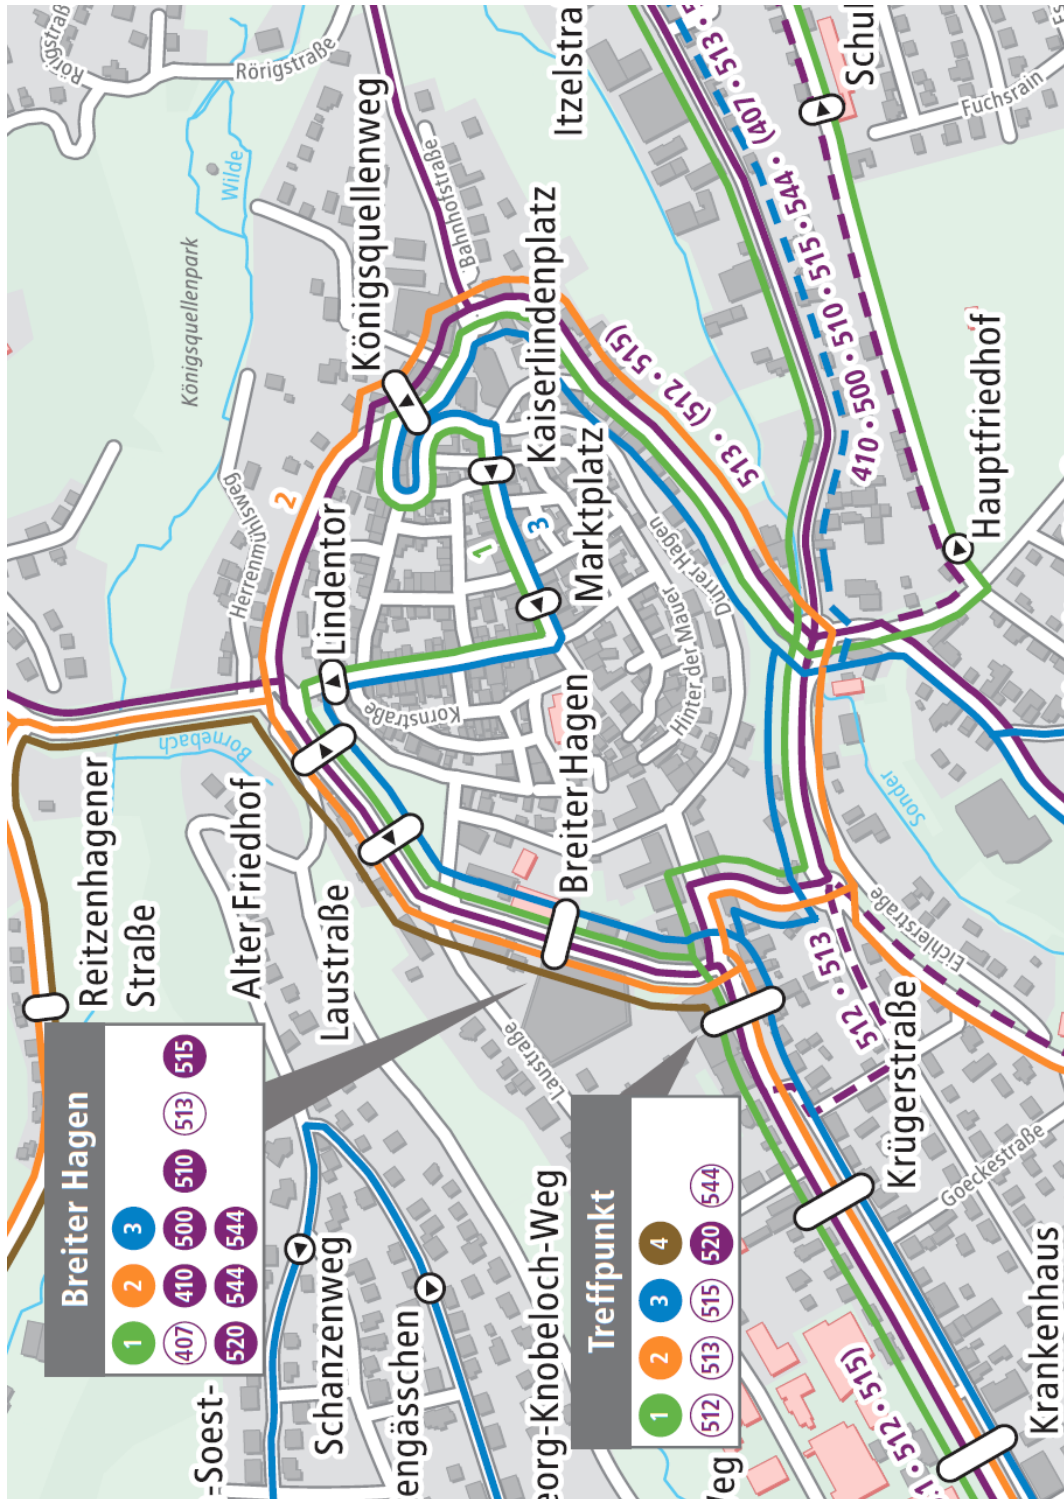 Rörigstraße
Rörigstraße
Wilde
Königsquellenpark
Herrenmühlsweg
2
Königsquellenweg
Bahnhofstraße
Itzelstra
Kaiserlindenplatz
Lindentor
1
3
Marktplatz
Kornstraße
Hinter der Mauer
Dürrer Hagen
513 • (512 • 515)
410 • 500 • 510 • 515 • 544 • (407 • 513 •
Schul
Fuchsrain
Hauptfriedhof
Bornebach
Reitzenhagener
Straße
Alter Friedhof
Laustraße
Laustraße
Breiter Hagen
Sonder
Eichlerstraße
512 • 513
Krügerstraße
Goeckestraße
Krankenhaus
Breiter Hagen
1 2 3
407 410 500 510 513 515
520 544 544
Treffpunkt
1 2 3 4
512 513 515 520 544
-Soest-
Schanzenweg
engässchen
eorg-Knobeloch-Weg
Weg
1 • 512 • 515)